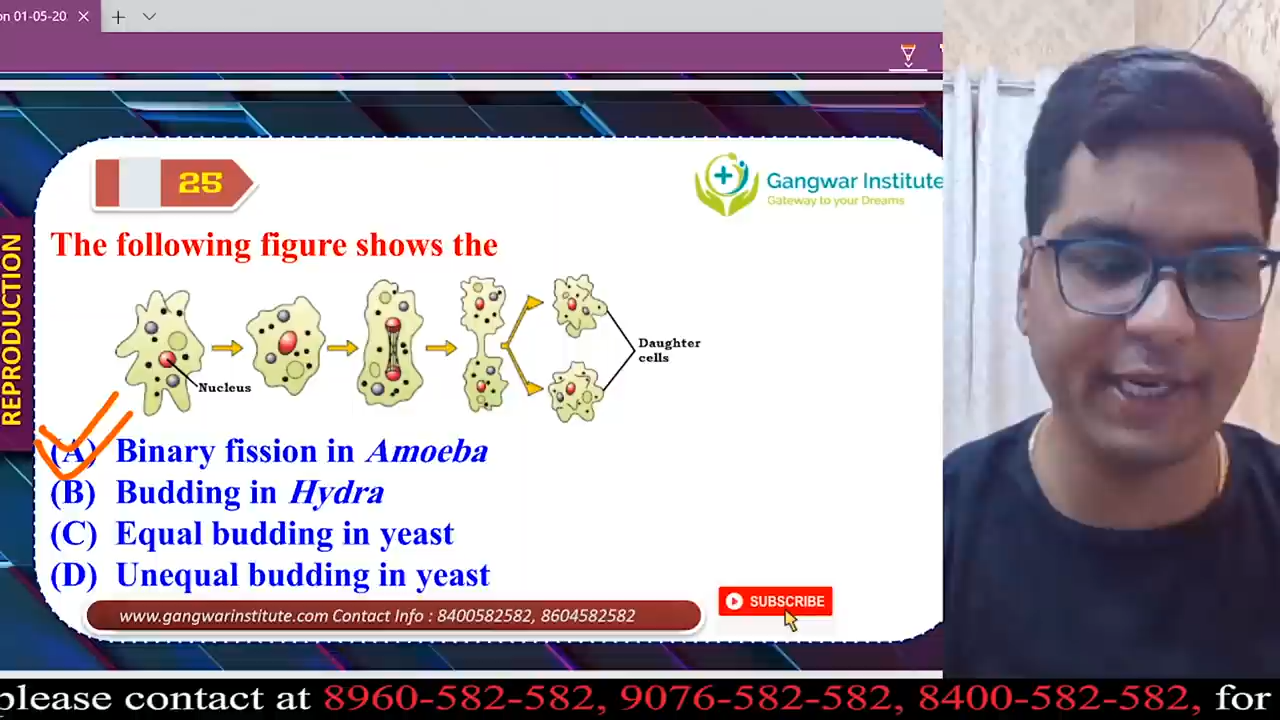 on 01-05-20
25
Gangwar Institute
Gateway to your Dreams
REPRODUCTION
The following figure shows the
Nucleus
Daughter
cells
(A) Binary fission in Amoeba
(B) Budding in Hydra
(C) Equal budding in yeast
(D) Unequal budding in yeast
www.gangwarinstitute.com Contact Info : 8400582582, 8604582582
SUBSCRIBE
please contact at 8960-582-582, 9076-582-582, 8400-582-582, for